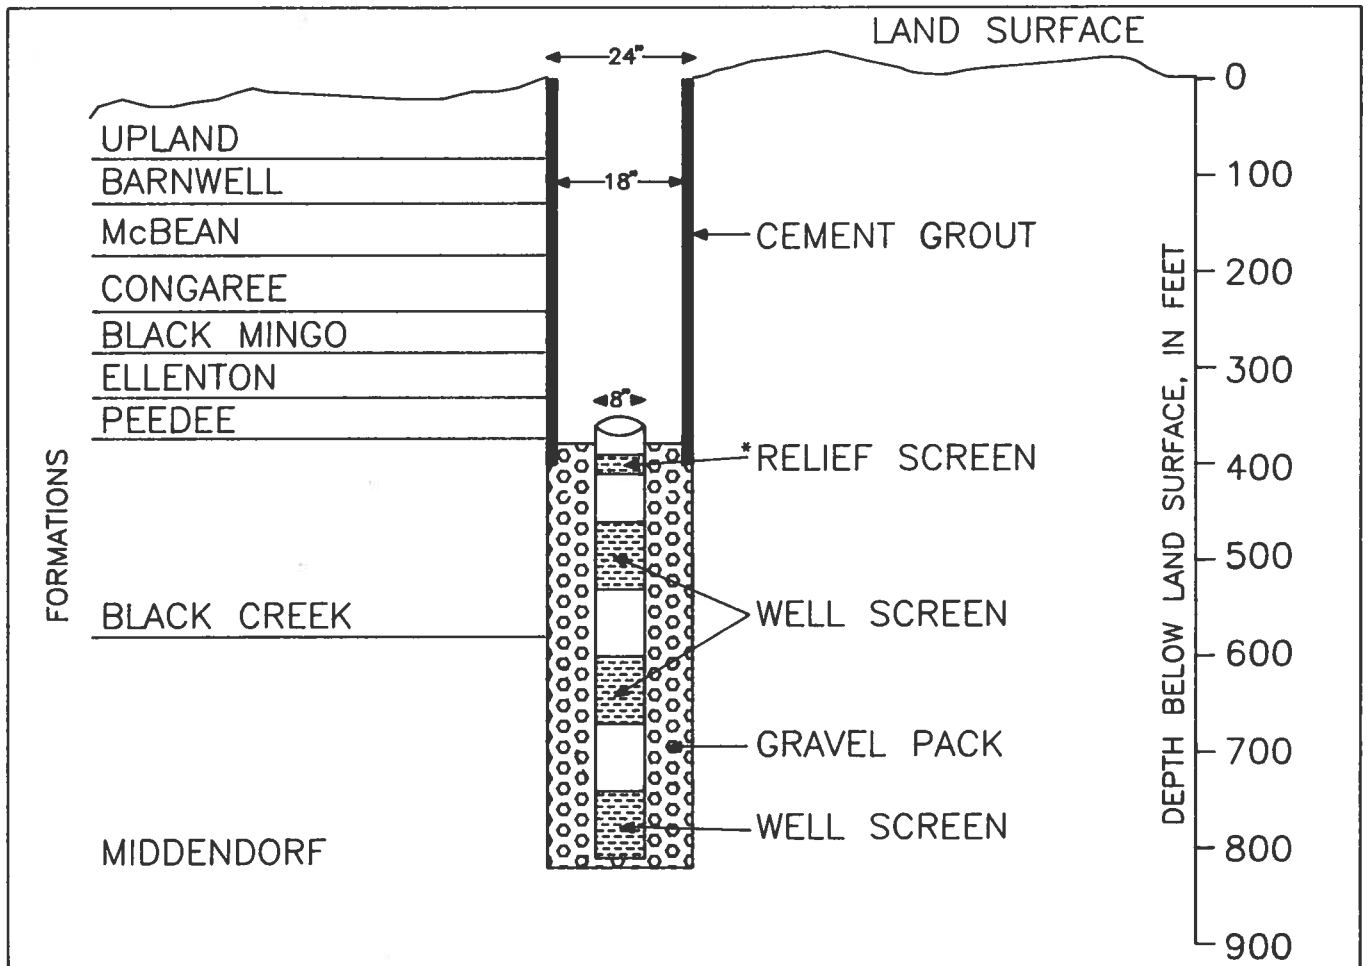 LAND SURFACE
24"
0
UPLAND
100
BARNWELL
18"
McBEAN
CEMENT GROUT
200
CONGAREE
BLACK MINGO
300
ELLENTON
8"
PEEDEE
*RELIEF SCREEN
400
500
BLACK CREEK
WELL SCREEN
600
GRAVEL PACK
700
WELL SCREEN
MIDDENDORF
800
900
FORMATIONS
DEPTH BELOW LAND SURFACE, IN FEET